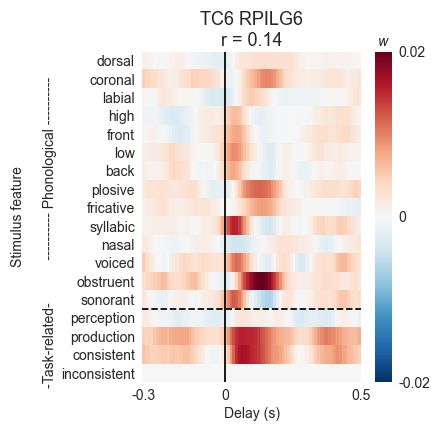 TC6 RPILG6
r = 0.14
w
dorsal
coronal
labial
high
front
low
back
plosive
fricative
syllabic
nasal
voiced
obstruent
sonorant
perception
production
consistent
inconsistent
Stimulus feature
-Task-related- ---------- Phonological ----------
0.02
0
-0.02
-0.3 0 0.5
Delay (s)